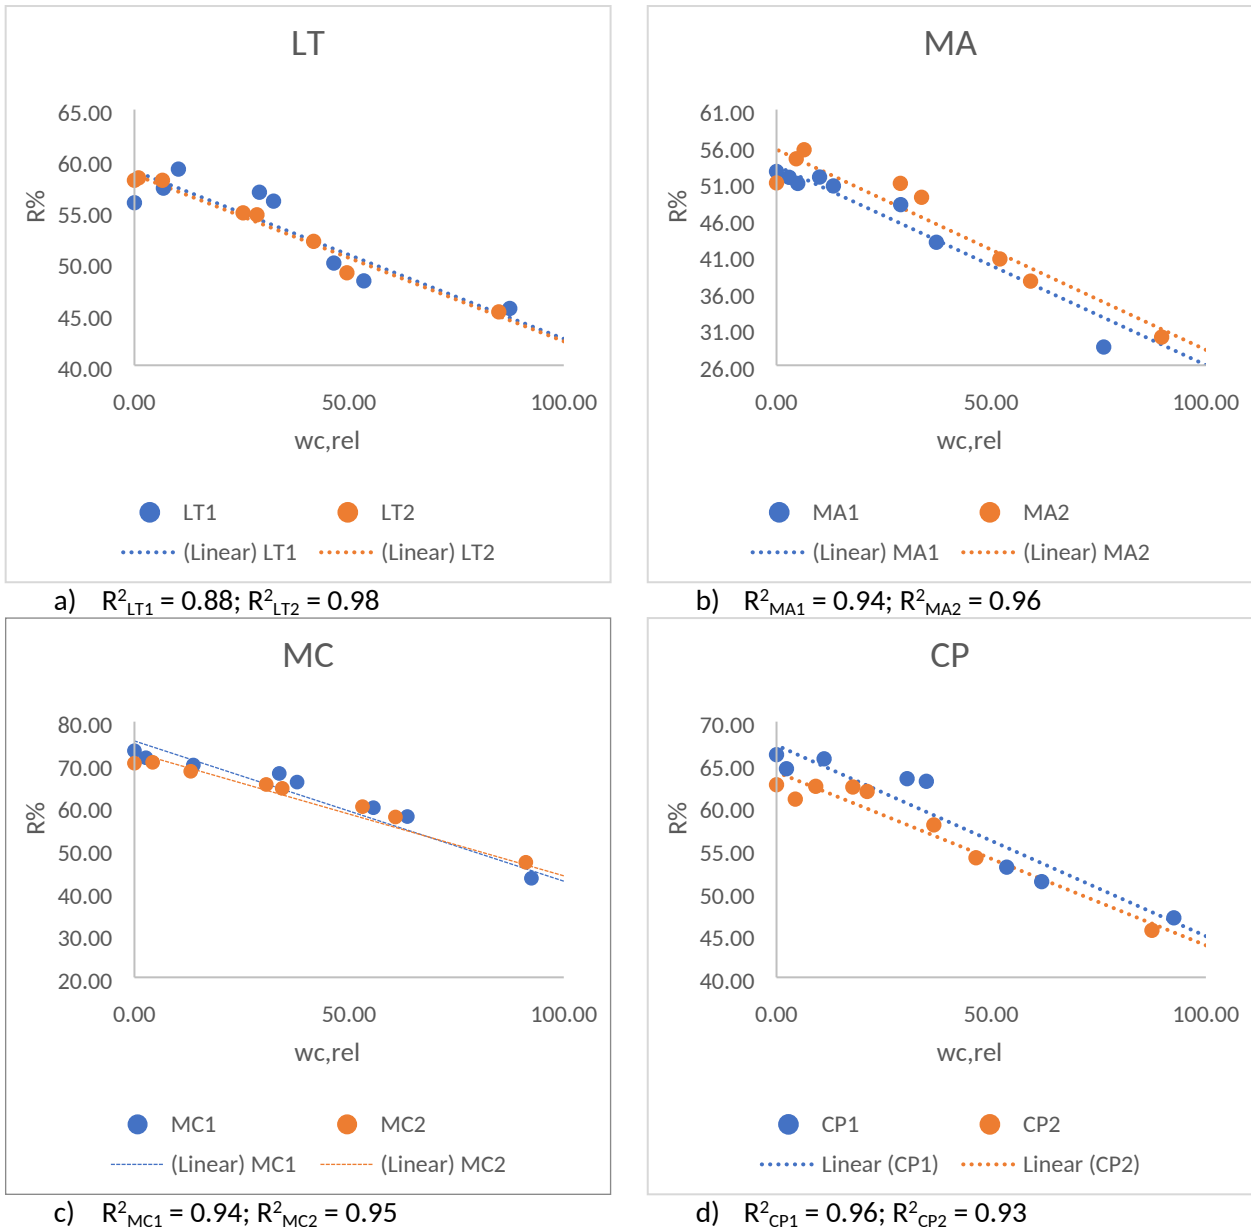 LT
65.00
60.00
55.00
50.00
45.00
40.00
R%
0.00 50.00 100.00
wc,rel
LT1 LT2
(Linear) LT1 (Linear) LT2
a) R²LT1 = 0.88; R²LT2 = 0.98
MA
61.00
56.00
51.00
46.00
41.00
36.00
31.00
26.00
R%
0.00 50.00 100.00
wc,rel
MA1 MA2
(Linear) MA1 (Linear) MA2
b) R²MA1 = 0.94; R²MA2 = 0.96
MC
80.00
70.00
60.00
50.00
40.00
30.00
20.00
R%
0.00 50.00 100.00
wc,rel
MC1 MC2
(Linear) MC1 (Linear) MC2
c) R²MC1 = 0.94; R²MC2 = 0.95
CP
70.00
65.00
60.00
55.00
50.00
45.00
40.00
R%
0.00 50.00 100.00
wc,rel
CP1 CP2
Linear (CP1) Linear (CP2)
d) R²CP1 = 0.96; R²CP2 = 0.93